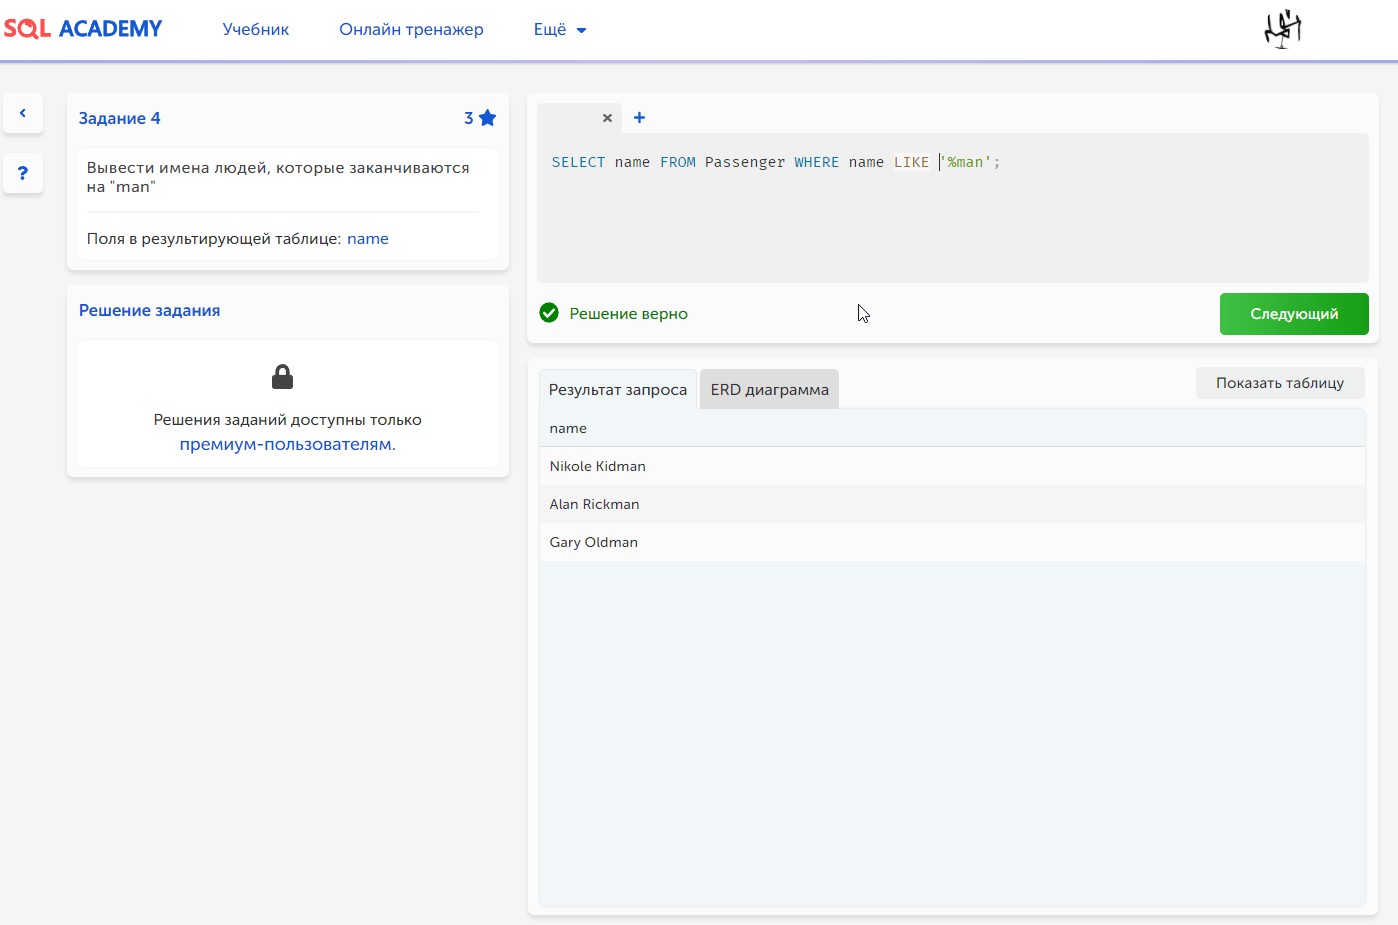 SQL ACADEMY
Учебник
Онлайн тренажер
Ещё
Задание 4
3
Вывести имена людей, которые заканчиваются
на "man"
Поля в результирующей таблице: name
Решение задания
Решения заданий доступны только
премиум-пользователям.
?
×
+
SELECT name FROM Passenger WHERE name LIKE '%man';
Решение верно
Следующий
Результат запроса
ERD диаграмма
Показать таблицу
name
Nikole Kidman
Alan Rickman
Gary Oldman